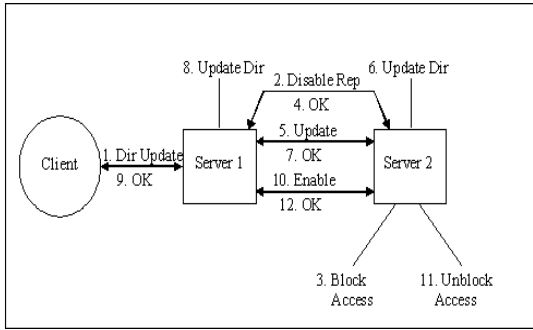 8. Update Dir
2. Disable Rep
6. Update Dir
4. OK
Client
1. Dir Update
9. OK
Server 1
5. Update
7. OK
10. Enable
12. OK
Server 2
3. Block
Access
11. Unblock
Access